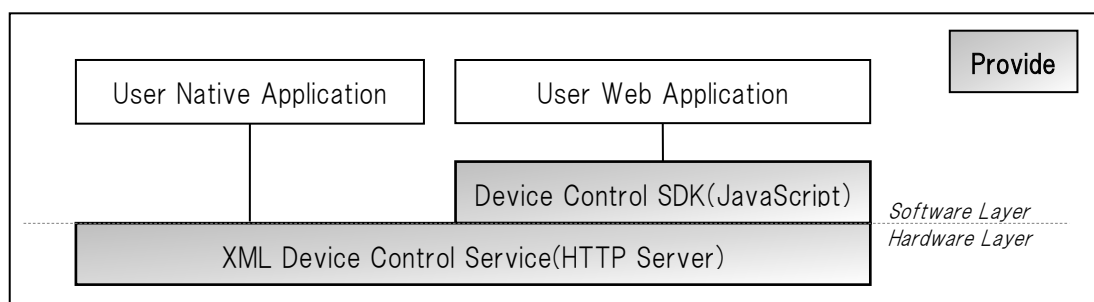 Provide
User Native Application
User Web Application
Device Control SDK(JavaScript)
Software Layer
Hardware Layer
XML Device Control Service(HTTP Server)